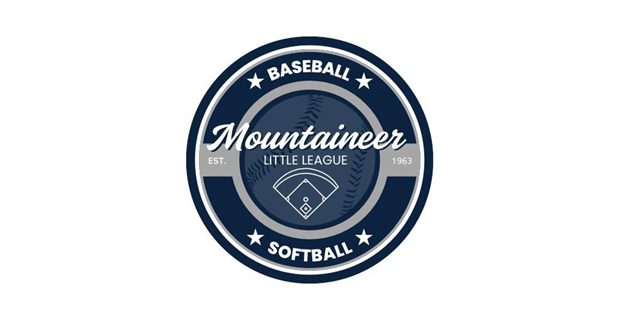 BASEBALL
Mountaineer
EST. LITTLE LEAGUE 1963
SOFTBALL